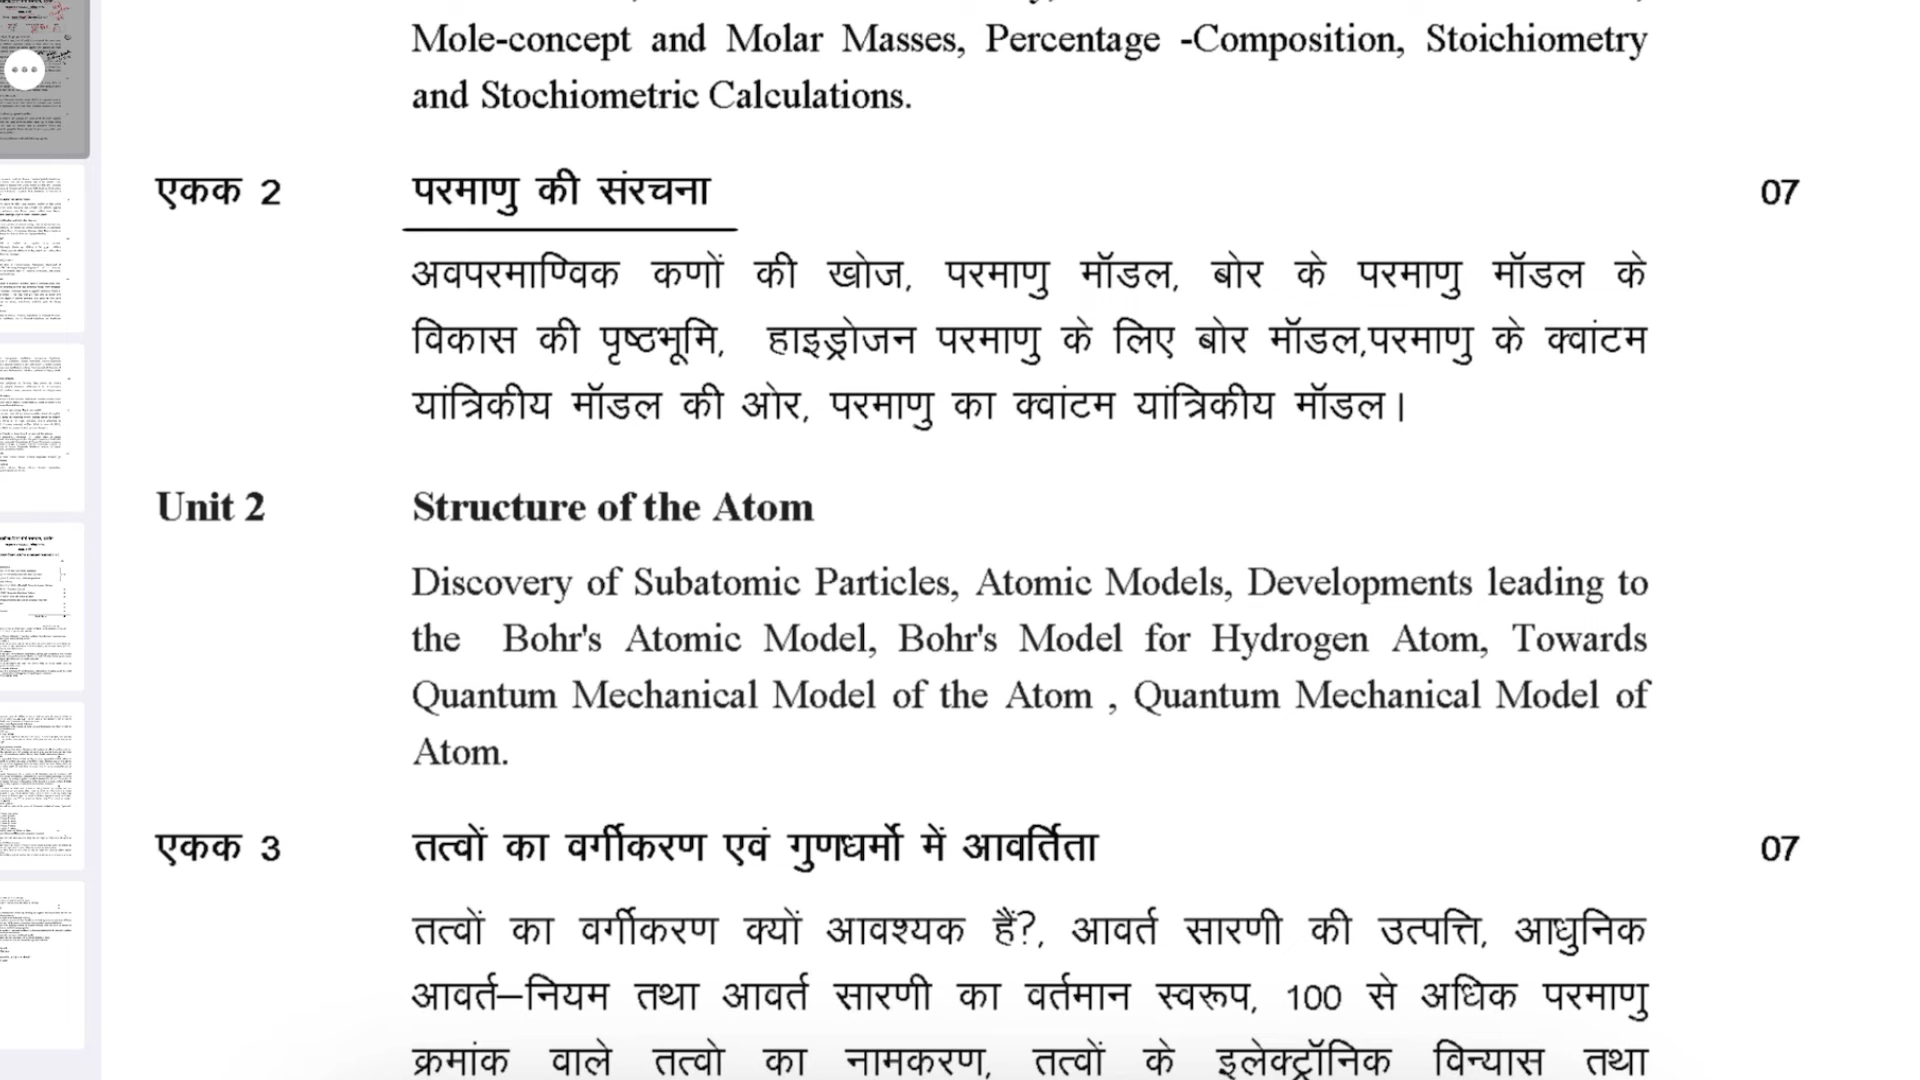 Mole-concept and Molar Masses, Percentage -Composition, Stoichiometry
and Stochiometric Calculations.
एकक 2 परमाणु की संरचना 07
अवपरमाण्विक कणों की खोज, परमाणु मॉडल, बोर के परमाणु मॉडल के
विकास की पृष्ठभूमि, हाइड्रोजन परमाणु के लिए बोर मॉडल,परमाणु के क्वांटम
यांत्रिकीय मॉडल की ओर, परमाणु का क्वांटम यांत्रिकीय मॉडल।
Unit 2 Structure of the Atom
Discovery of Subatomic Particles, Atomic Models, Developments leading to
the Bohr's Atomic Model, Bohr's Model for Hydrogen Atom, Towards
Quantum Mechanical Model of the Atom , Quantum Mechanical Model of
Atom.
एकक 3 तत्वों का वर्गीकरण एवं गुणधर्मो में आवर्तिता 07
तत्वों का वर्गीकरण क्यों आवश्यक हैं?, आवर्त सारणी की उत्पत्ति, आधुनिक
आवर्त–नियम तथा आवर्त सारणी का वर्तमान स्वरूप, 100 से अधिक परमाणु
क्रमांक वाले तत्वो का नामकरण, तत्वों के इलेक्ट्रॉनिक विन्यास तथा